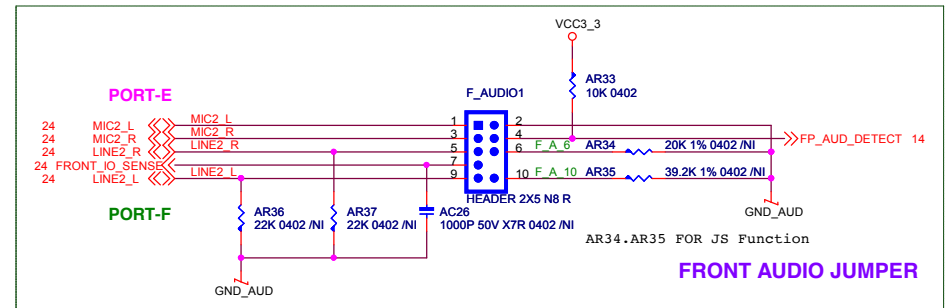 VCC3_3
AR33
10K 0402
PORT-E
F_AUDIO1
24 MIC2_L MIC2_L 1 2
24 MIC2_R MIC2_R 3 4 FP_AUD_DETECT 14
24 LINE2_R LINE2_R 5 6 F_A_6 AR34 20K 1% 0402 /NI
24 FRONT_IO_SENSE 7
24 LINE2_L LINE2_L 9 10 F_A_10 AR35 39.2K 1% 0402 /NI
HEADER 2X5 N8 R
PORT-F
AR36
22K 0402 /NI
AR37
22K 0402 /NI
AC26
1000P 50V X7R 0402 /NI
GND_AUD
AR34.AR35 FOR JS Function
FRONT AUDIO JUMPER
GND_AUD